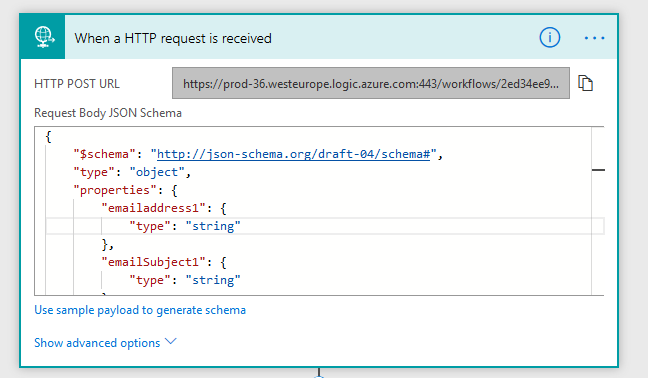 When a HTTP request is received
HTTP POST URL
https://prod-36.westeurope.logic.azure.com:443/workflows/2ed34ee9...
Request Body JSON Schema
{
"$schema": "http://json-schema.org/draft-04/schema#",
"type": "object",
"properties": {
"emailaddress1": {
"type": "string"
},
"emailSubject1": {
"type": "string"
Use sample payload to generate schema
Show advanced options